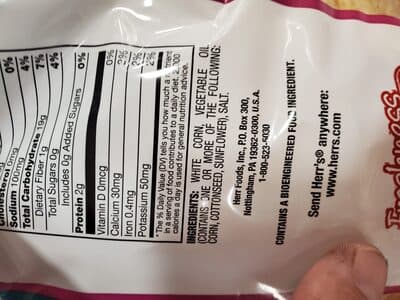 Cholesterol 0mg 0%
Sodium 100mg 4%
Total Carbohydrate 19g 7%
Dietary Fiber 1g 4%
Total Sugars 0g
Includes 0g Added Sugars 0%
Protein 2g
Vitamin D 0mcg 0%
Calcium 30mg 2%
Iron 0.4mg 2%
Potassium 50mg 2%
*The % Daily Value (DV) tells you how much a nutrient
in a serving of food contributes to a daily diet. 2,000
calories a day is used for general nutrition advice.
INGREDIENTS: WHITE CORN, VEGETABLE OIL
(CONTAINS ONE OR MORE OF THE FOLLOWING:
CORN, COTTONSEED, SUNFLOWER), SALT.
Herr Foods, Inc., P.O. Box 300,
Nottingham, PA 19362-0300, U.S.A.
1-800-523-5030
CONTAINS A BIOENGINEERED FOOD INGREDIENT.
Send Herr's® anywhere:
www.herrs.com
Freshness